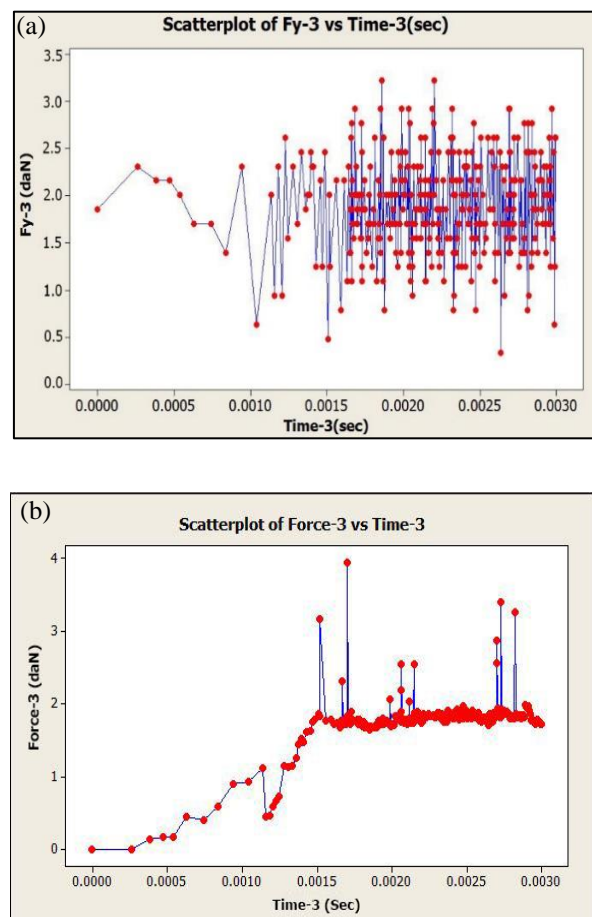 (a)
Scatterplot of Fy-3 vs Time-3(sec)
3.5
3.0
2.5
2.0
1.5
1.0
0.5
0.0
Fy-3 (daN)
0.0000 0.0005 0.0010 0.0015 0.0020 0.0025 0.0030
Time-3(sec)
(b)
Scatterplot of Force-3 vs Time-3
4
3
2
1
0
Force-3 (daN)
0.0000 0.0005 0.0010 0.0015 0.0020 0.0025 0.0030
Time-3 (Sec)